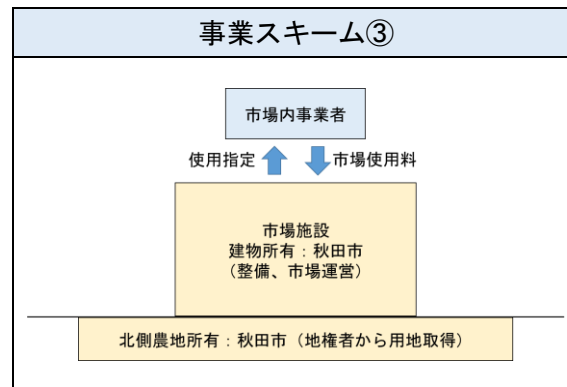 事業スキーム③
市場内事業者
使用指定 市場使用料
市場施設
建物所有：秋田市
（整備、市場運営）
北側農地所有：秋田市（地権者から用地取得）